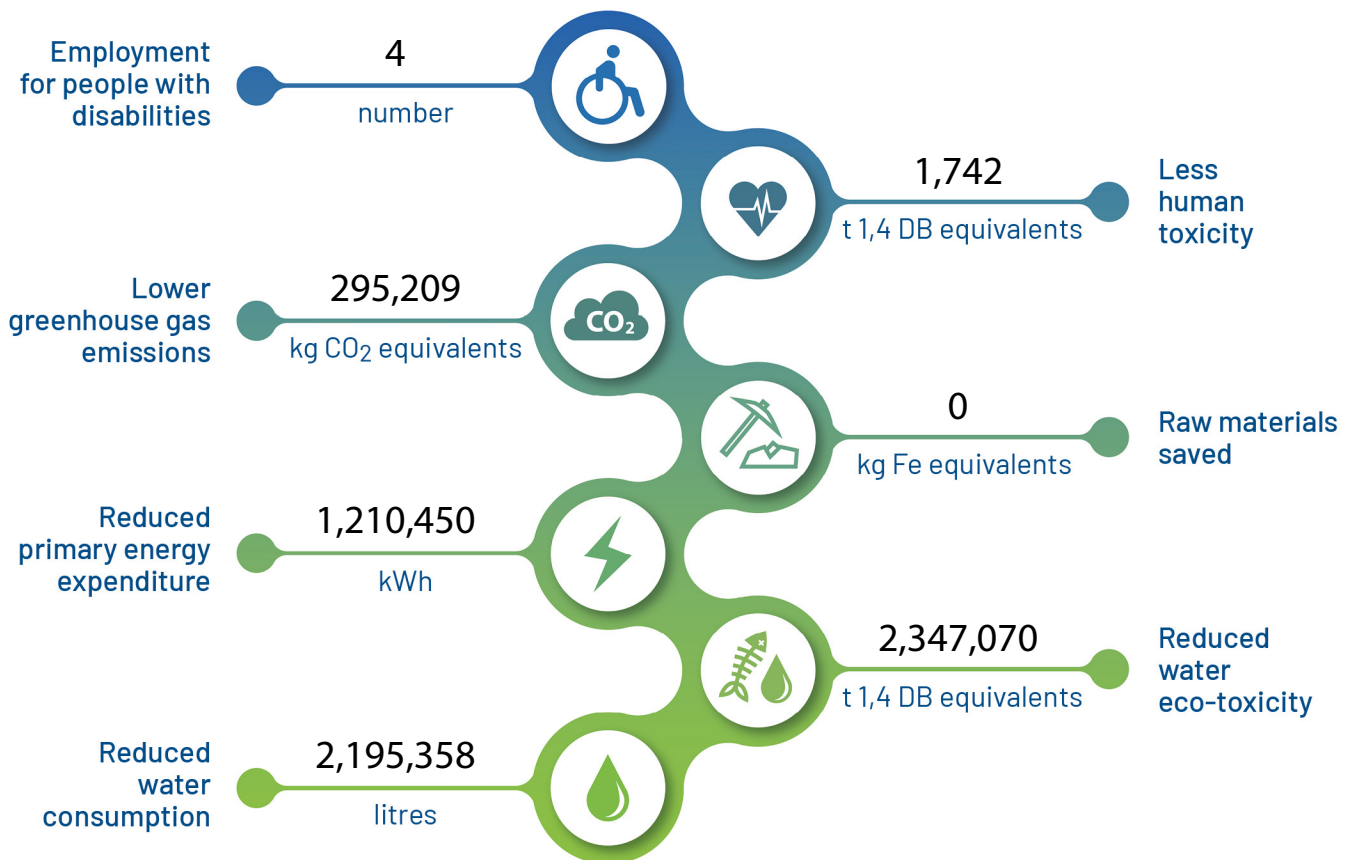 Employment
for people with
disabilities
4
number
1,742
t 1,4 DB equivalents
Less
human
toxicity
Lower
greenhouse gas
emissions
295,209
kg CO₂ equivalents
CO₂
0
kg Fe equivalents
Raw materials
saved
Reduced
primary energy
expenditure
1,210,450
kWh
2,347,070
t 1,4 DB equivalents
Reduced
water
eco-toxicity
Reduced
water
consumption
2,195,358
litres